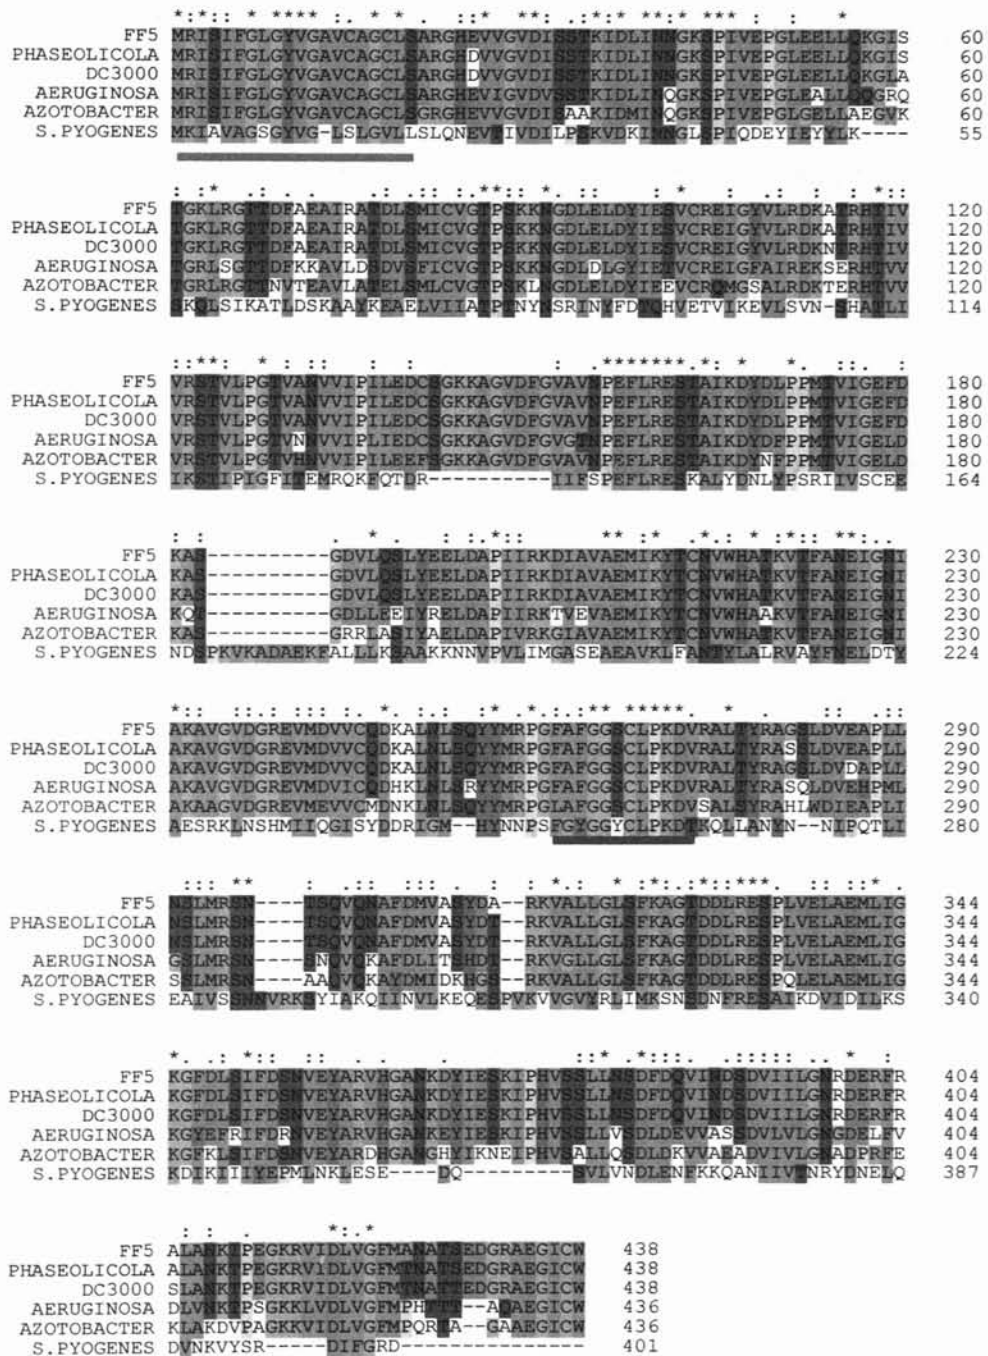 FF5 MRISIFGLGYVGAVCAGCLSARGHEVVGVDISSTKIDLINNGKSPIVEPGLEELLQKGIS 60
PHASEOLICOLA MRISIFGLGYVGAVCAGCLSARGHDVVGVDISSTKIDLINNGKSPIVEPGLEELLQKGIS 60
DC3000 MRISIFGLGYVGAVCAGCLSARGHEVVGVDISSTKIDLINNGKSPIVEPGLEELLQKGLA 60
AERUGINOSA MRISIFGLGYVGAVCAGCLSARGHEVIGVDVSSTKIDLINQGKSPIVEPGLEALLQQGRQ 60
AZOTOBACTER MRISIFGLGYVGAVCAGCLSARGHEVIGVDISAAKIDMINQGKSPIVEPGLGELLAEGVK 60
S.PYOGENES MKIAVAGSGYVG-LSLGVLLSLQNEVTIVDILPSKVDKINNGLSPIQDEYIEYYLK---- 55
FF5 TGKLRGTTDFAEAIRATDLSMICVGTPSKKNGDLELDYIESVCREIGYVLRDKATRHTIV 120
PHASEOLICOLA TGKLRGTTDFAEAIRATDLSMICVGTPSKKNGDLELDYIESVCREIGYVLRDKATRHTIV 120
DC3000 TGKLRGTTDFAEAIRATDLSMICVGTPSKKNGDLELDYIESVCREIGYVLRDKNTRHTIV 120
AERUGINOSA TGRLSGTTDFKKAVLDSDVSFICVGTPSKKNGDLDLGYIETVCREIGFAIREKSERHTVV 120
AZOTOBACTER TGRLRGTTNVTEAVLATELSMLCVGTPSKLNGDLELDYIEEVCRQMGSALRDKTERHTVV 120
S.PYOGENES SKQLSIKATLDSKAAYKEAELVIIATPTNYNSRINYFDTQHVETVIKEVLSVN-SHATLI 114
FF5 VRSTVLPGTVANVVIPILEDCSGKKAGVDFGVAVNPEFLRESTAIKDYDLPPMTVIGEFD 180
PHASEOLICOLA VRSTVLPGTVANVVIPILEDCSGKKAGVDFGVAVNPEFLRESTAIKDYDLPPMTVIGEFD 180
DC3000 VRSTVLPGTVANVVIPILEDCSGKKAGVDFGVAVNPEFLRESTAIKDYDLPPMTVIGEFD 180
AERUGINOSA VRSTVLPGTVNNVVIPLIEDCSGKKAGVDFGVGTNPEFLRESTAIKDYDFPPMTVIGELD 180
AZOTOBACTER VRSTVLPGTVHNVVIPILEEFSGKKAGVDFGVAVNPEFLRESTAIKDYNFPPMTVIGELD 180
S.PYOGENES IKSTIPIGFITEMRQKFQTDR----------IIFSPEFLRESKALYDNLYPSRIIVSCEE 164
FF5 KAS----------GDVLQSLYEELDAPIIRKDIAVAEMIKYTCNVWHATKVTFANEIGNI 230
PHASEOLICOLA KAS----------GDVLQSLYEELDAPIIRKDIAVAEMIKYTCNVWHATKVTFANEIGNI 230
DC3000 KAS----------GDVLQSLYEELDAPIIRKDIAVAEMIKYTCNVWHATKVTFANEIGNI 230
AERUGINOSA KQT----------GDLLEEIYRELDAPIIRKTVEVAEMIKYTCNVWHAAKVTFANEIGNI 230
AZOTOBACTER KAS----------GRRLASIYAELDAPIVRKGIAVAEMIKYTCNVWHATKVTFANEIGNI 230
S.PYOGENES NDSPKVKADAEKFALLLKSAAKKNNVPVLIMGASEAEAVKLFANTYLALRVAYFNELDTY 224
FF5 AKAVGVDGREVMDVVCQDKALNLSQYYMRPGFAFGGSCLPKDVRALTYRAGSLDVEAPLL 290
PHASEOLICOLA AKAVGVDGREVMDVVCQDKALNLSQYYMRPGFAFGGSCLPKDVRALTYRASSLDVEAPLL 290
DC3000 AKAVGVDGREVMDVVCQDKALNLSQYYMRPGFAFGGSCLPKDVRALTYRAGSLDVDAPLL 290
AERUGINOSA AKAVGVDGREVMDVICQDHKLNLSRYYMRPGFAFGGSCLPKDVRALTYRASQLDVEHPML 290
AZOTOBACTER AKAAGVDGREVMEVVCMDNKLNLSQYYMRPGLAFGGSCLPKDVSALSYRAHLWDIEAPLI 290
S.PYOGENES AESRKLNSHMIIQGISYDDRIGM--HYNNPSFGYGGYCLPKDTKQLLANYN--NIPQTLI 280
FF5 NSLMRSN-----TSQVQNAFDMVASYDA--RKVALLGLSFKAGTDDLRESPLVELAEMLIG 344
PHASEOLICOLA NSLMRSN-----TSQVQNAFDMVASYDT--RKVALLGLSFKAGTDDLRESPLVELAEMLIG 344
DC3000 NSLMRSN-----TSQVQNAFDMVASYDT--RKVALLGLSFKAGTDDLRESPLVELAEMLIG 344
AERUGINOSA GSLMRSN-----SNQVQKAFDLITSHDT--RKVGLLGLSFKAGTDDLRESPLVELAEMLIG 344
AZOTOBACTER SSLMRSN-----AAQVQKAYDMIDKHGS--RKVALLGLSFKAGTDDLRESPQLELAEMLIG 344
S.PYOGENES EAIVSSNNVRKSYIAKQIINVLKEQESPVKVVGVYRLIMKSNSDNFRESAIKDVIDILKS 340
FF5 KGFDLSIFDSNVEYARVHGANKDYIESKIPHVSSLLNSDFDQVINDSDVIILGNRDERFR 404
PHASEOLICOLA KGFDLSIFDSNVEYARVHGANKDYIESKIPHVSSLLNSDFDQVINDSDVIILGNRDERFR 404
DC3000 KGFDLSIFDSNVEYARVHGANKDYIESKIPHVSSLLNSDFDQVINDSDVIILGNRDERFR 404
AERUGINOSA KGYEFRIFDRNVEYARVHGANKEYIESKIPHVSSLLVSDLDEVVASSDVLVLGNGDELFV 404
AZOTOBACTER KGFKLSIFDSNVEYARDHGANGHYIKNEIPHVSALLQSDLDKVVAEADVIVLGNADPRFE 404
S.PYOGENES KDIKIIIYEPMLNKLESE----DQ---------SVLVNDLENFKKQANIIVTNRYDNELQ 387
FF5 ALANKTPEGKRVIDLVGFMANATSEDGRAEGICW 438
PHASEOLICOLA ALANKTPEGKRVIDLVGFMTNATSEDGRAEGICW 438
DC3000 SLANKTPEGKRVIDLVGFMTNATTEDGRAEGICW 438
AERUGINOSA DLVNKTPSGKKLVDLVGFMPHTTT--AQAEGICW 436
AZOTOBACTER KLAKDVPAGKKVIDLVGFMPQRTA--GAAEGICW 436
S.PYOGENES DVNKVYSR-----DIFGRD--------------- 401